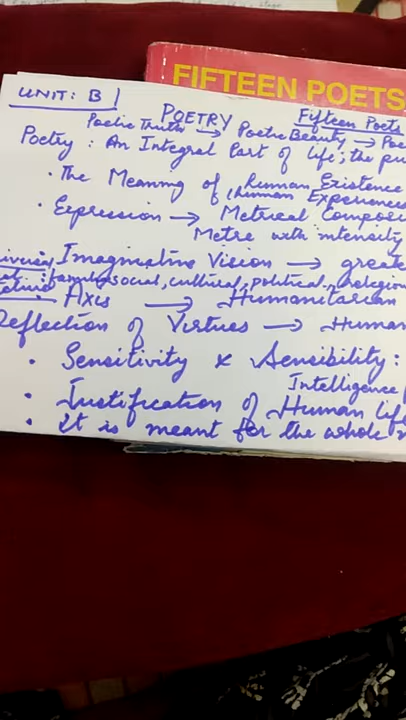 FIFTEEN POETS
UNIT: B
POETRY
Fifteen Poets
Poetic Truth → Poetic Beauty → Poe
Poetry : An Integral Part of life; the pu
· The Meaning of human Existence
human Experiences
· Expression → Metrical Compos
Metre with intensity
Imaginative Vision → great
family, social, cultural, political, religion
Axis → Humanitarian
Reflection of Virtues → Human
· Sensitivity x Sensibility :
Intelligence
· Justification of Human life
· It is meant for the whole